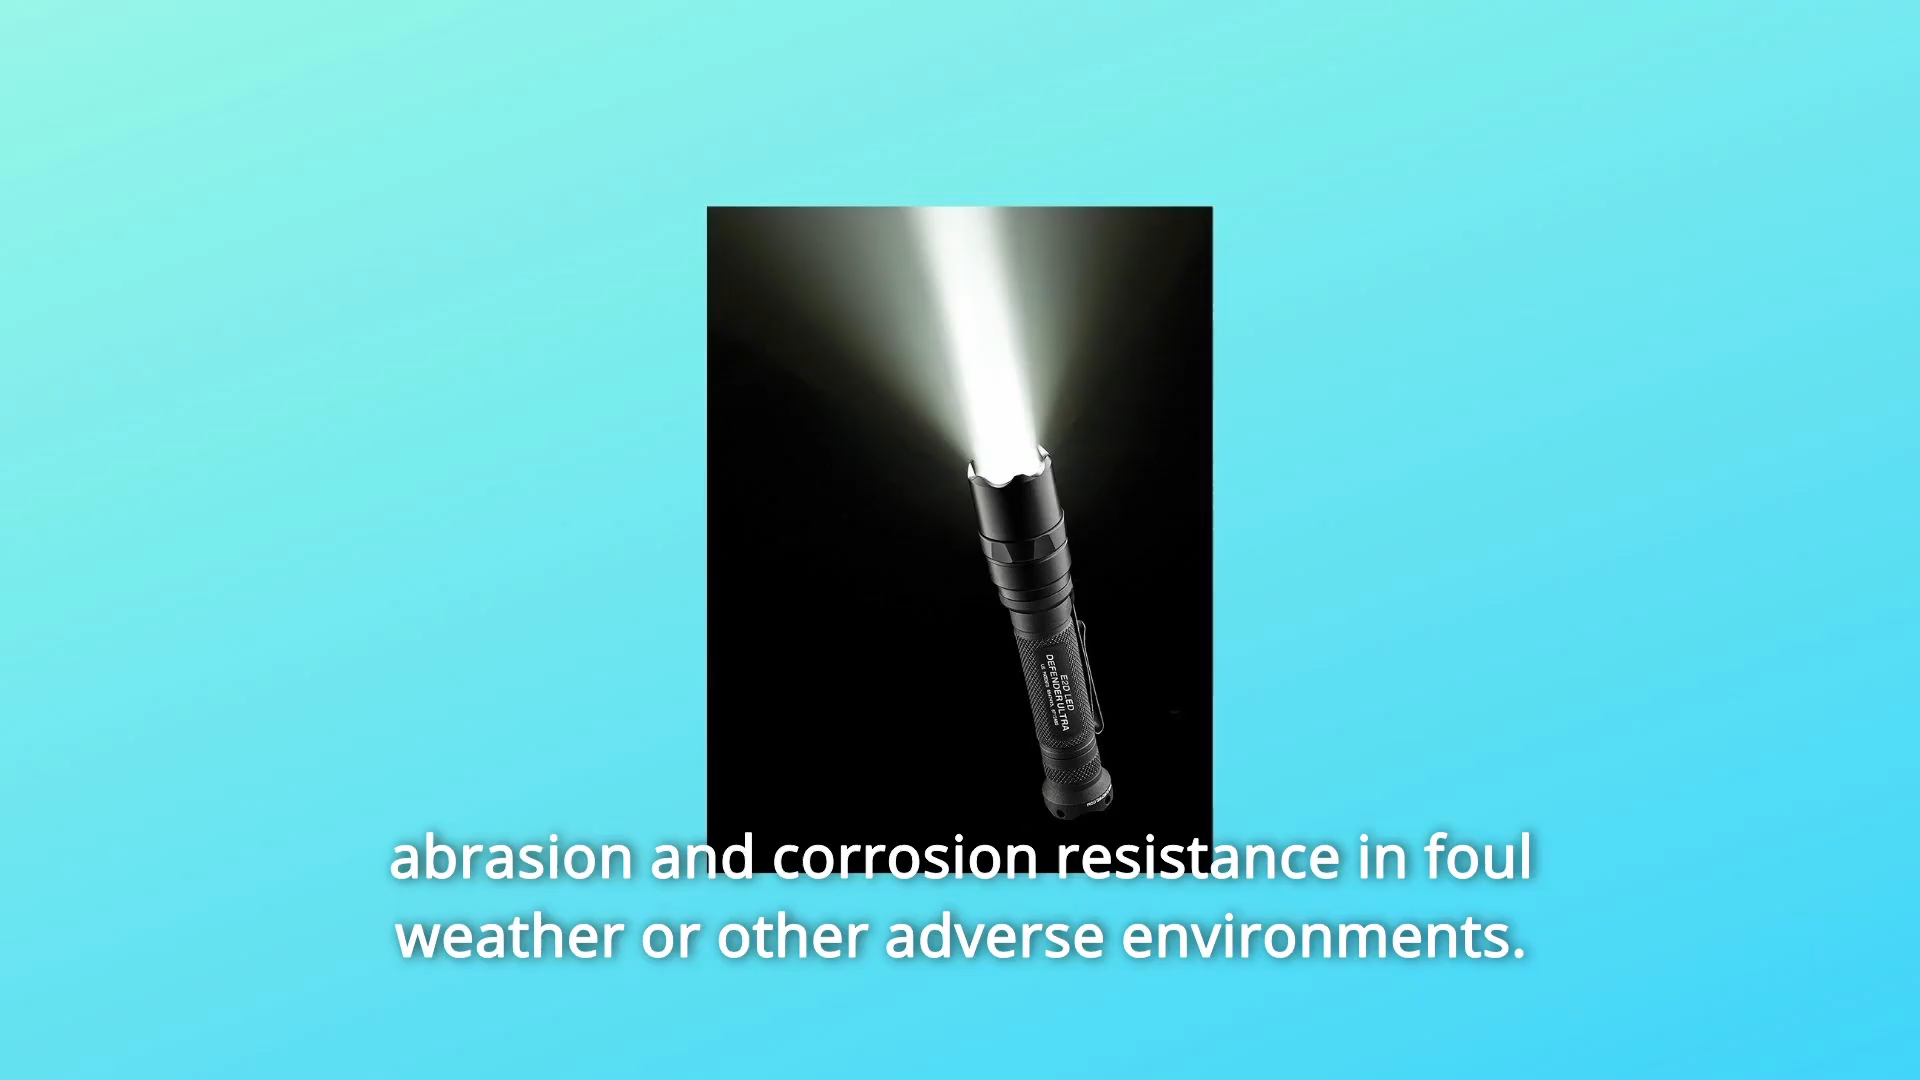 E2D LED
DEFENDER ULTRA
abrasion and corrosion resistance in foul
weather or other adverse environments.